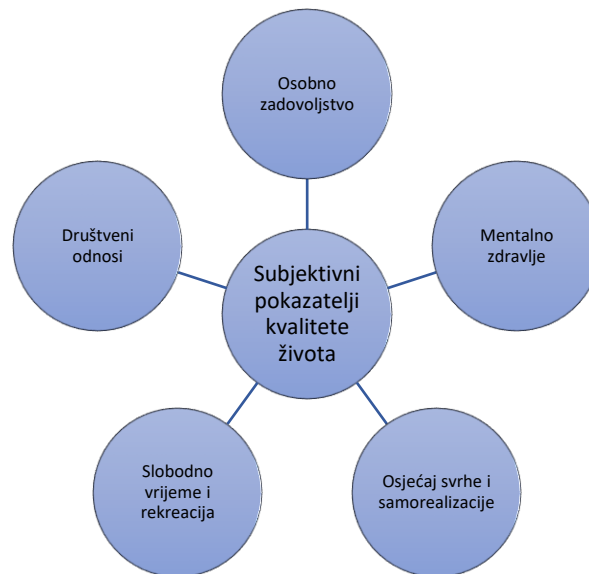 Osobno
zadovoljstvo
Društveni
odnosi
Mentalno
zdravlje
Subjektivni
pokazatelji
kvalitete
života
Slobodno
vrijeme i
rekreacija
Osjećaj svrhe i
samorealizacije